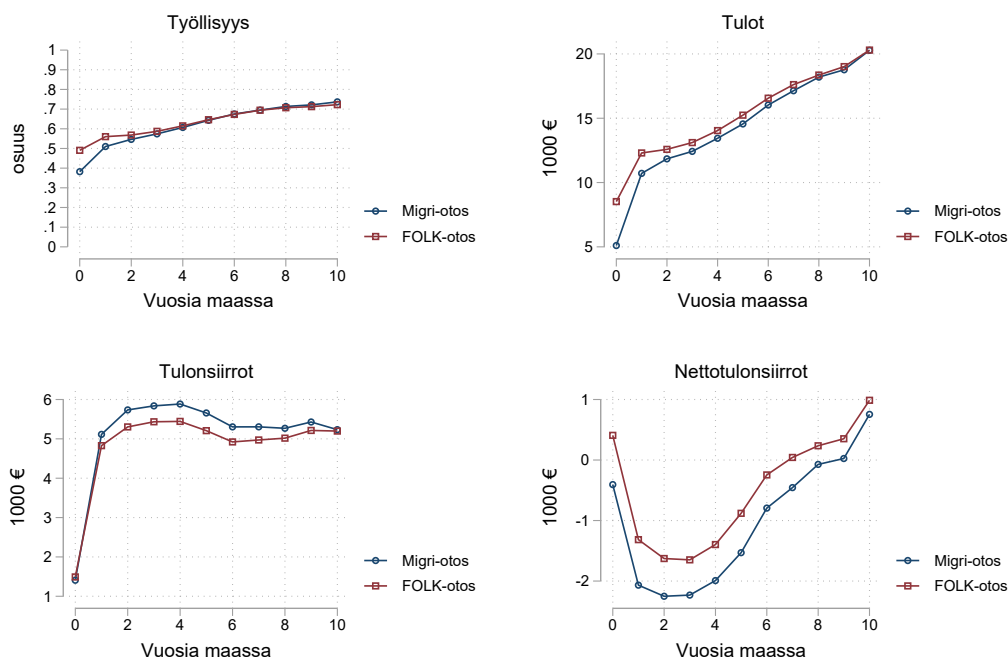 Työllisyys
osuus
1
.9
.8
.7
.6
.5
.4
.3
.2
.1
0
0 2 4 6 8 10
Vuosia maassa
Migri-otos
FOLK-otos
Tulot
1000 €
20
15
10
5
0 2 4 6 8 10
Vuosia maassa
Migri-otos
FOLK-otos
Tulonsiirrot
1000 €
6
5
4
3
2
1
0 2 4 6 8 10
Vuosia maassa
Migri-otos
FOLK-otos
Nettotulonsiirrot
1000 €
1
0
-1
-2
0 2 4 6 8 10
Vuosia maassa
Migri-otos
FOLK-otos